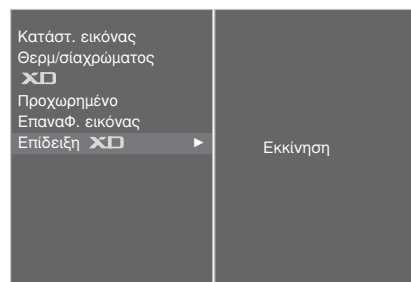 Κατάστ. εικόνας
Θερμ/σίαχρώματος
XD
Προχωρημένο
ΕπαναΦ. εικόνας
Επίδειξη XD ►
Εκκίνηση